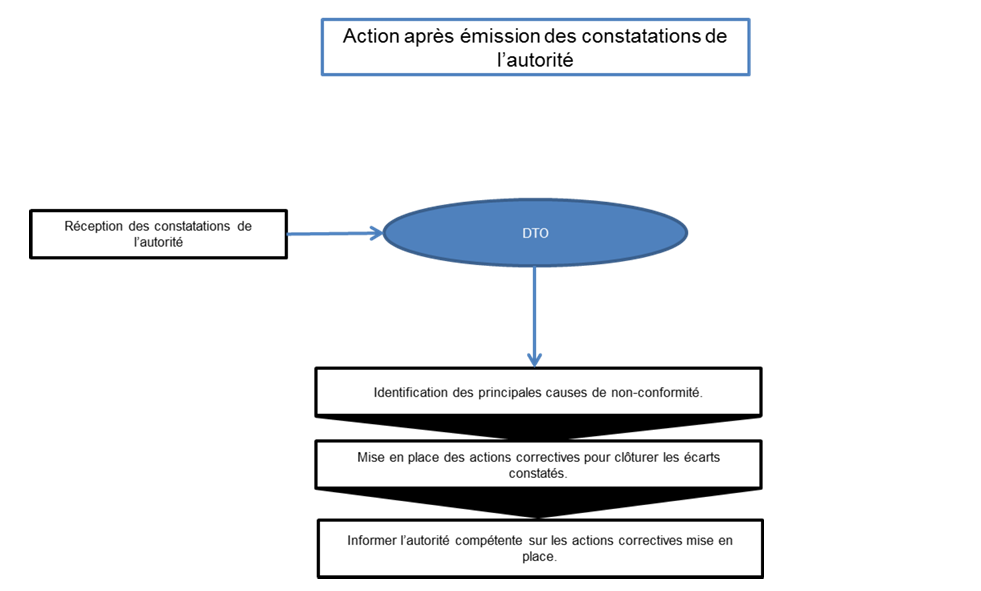 Action après émission des constatations de
l’autorité
Réception des constatations de
l’autorité
DTO
Identification des principales causes de non-conformité.
Mise en place des actions correctives pour clôturer les écarts
constatés.
Informer l’autorité compétente sur les actions correctives mise en
place.